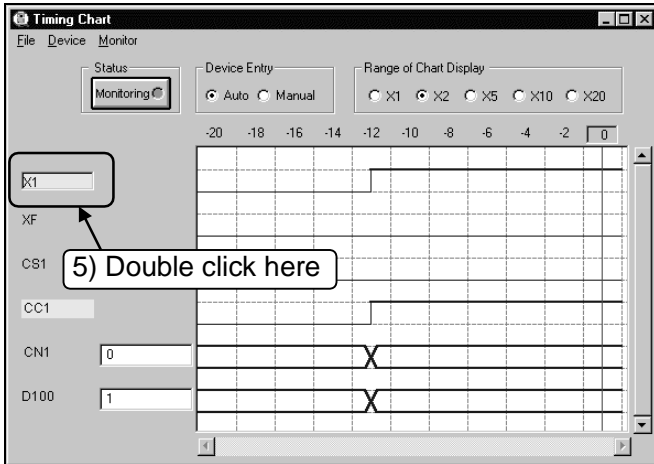 Timing Chart
File Device Monitor
Status Device Entry Range of Chart Display
Monitoring Auto Manual X1 X2 X5 X10 X20
-20 -18 -16 -14 -12 -10 -8 -6 -4 -2 0
X1
XF
CS1 5) Double click here
CC1
CN1 0
D100 1